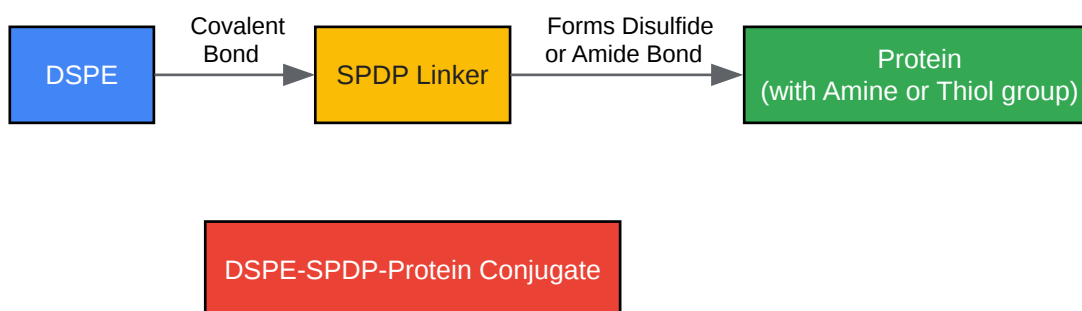 Covalent
Bond
Forms Disulfide
or Amide Bond
DSPE
SPDP Linker
Protein
(with Amine or Thiol group)
DSPE-SPDP-Protein Conjugate